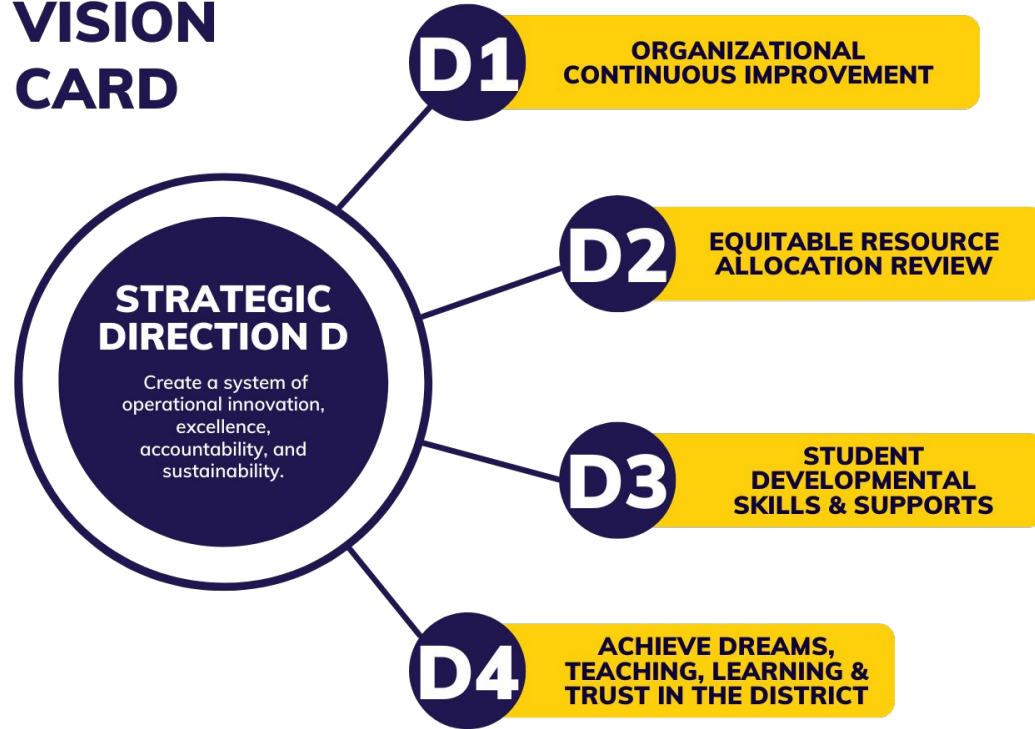 VISION
CARD
D1
ORGANIZATIONAL
CONTINUOUS IMPROVEMENT
D2
EQUITABLE RESOURCE
ALLOCATION REVIEW
STRATEGIC
DIRECTION D
Create a system of
operational innovation,
excellence,
accountability, and
sustainability.
D3
STUDENT
DEVELOPMENTAL
SKILLS & SUPPORTS
D4
ACHIEVE DREAMS,
TEACHING, LEARNING &
TRUST IN THE DISTRICT